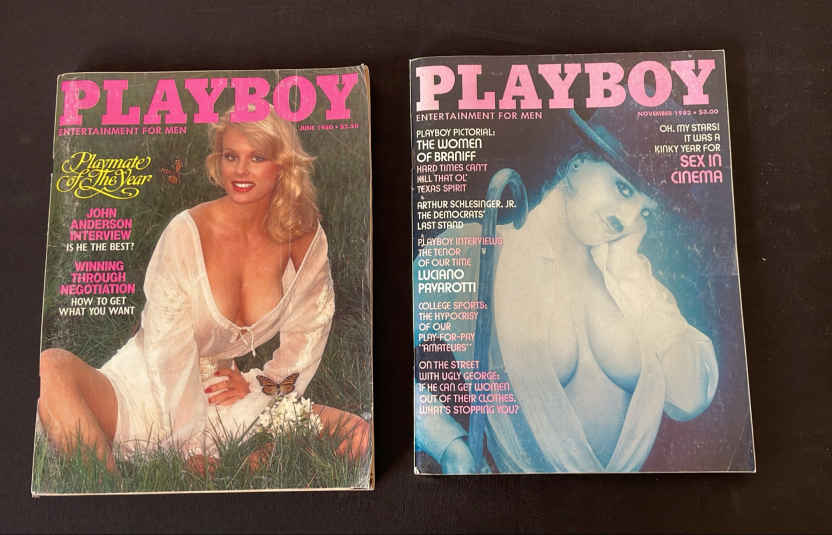 PLAYBOY
ENTERTAINMENT FOR MEN
JUNE 1980 • $2.50
Playmate
Of The Year
JOHN
ANDERSON
INTERVIEW
IS HE THE BEST?
WINNING
THROUGH
NEGOTIATION
HOW TO GET
WHAT YOU WANT
PLAYBOY
ENTERTAINMENT FOR MEN
NOVEMBER 1982 • $3.00
PLAYBOY PICTORIAL:
THE WOMEN
OF BRANIFF
HARD TIMES CAN'T
KILL THAT OL'
TEXAS SPIRIT
ARTHUR SCHLESINGER, JR.
THE DEMOCRATS'
LAST STAND
PLAYBOY INTERVIEWS
THE TENOR
OF OUR TIME
LUCIANO
PAVAROTTI
COLLEGE SPORTS:
THE HYPOCRISY
OF OUR
PLAY-FOR-PAY
"AMATEURS"
ON THE STREET
WITH UGLY GEORGE:
IF HE CAN GET WOMEN
OUT OF THEIR CLOTHES,
WHAT'S STOPPING YOU?
OH, MY STARS!
IT WAS A
KINKY YEAR FOR
SEX IN
CINEMA